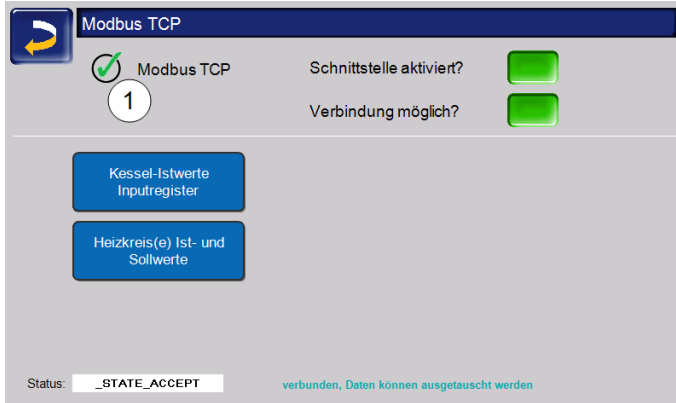 Modbus TCP
Modbus TCP
Schnittstelle aktiviert?
1
Verbindung möglich?
Kessel-Istwerte
Inputregister
Heizkreis(e) Ist- und
Sollwerte
Status:
_STATE_ACCEPT
verbunden, Daten können ausgetauscht werden